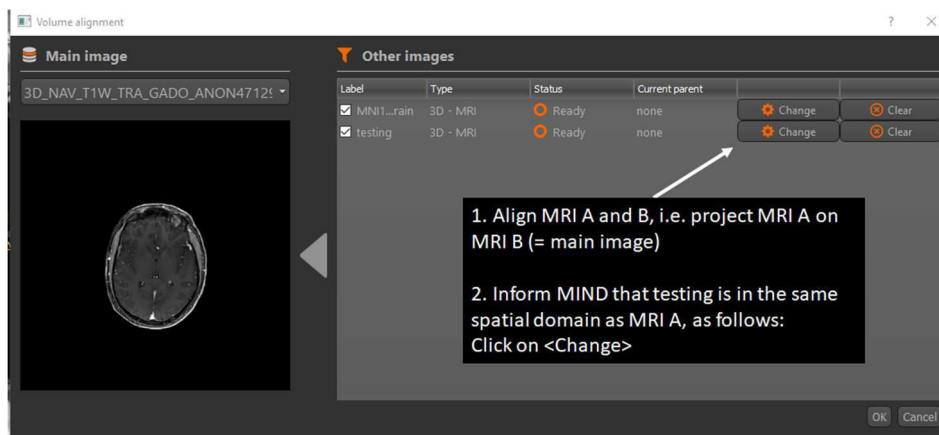 Volume alignment
Main image
3D_NAV_T1W_TRA_GADO_ANON4712
Other images
Label Type Status Current parent
MNI1...rain 3D - MRI Ready none Change Clear
testing 3D - MRI Ready none Change Clear
1. Align MRI A and B, i.e. project MRI A on
MRI B (= main image)
2. Inform MIND that testing is in the same
spatial domain as MRI A, as follows:
Click on <Change>
OK Cancel